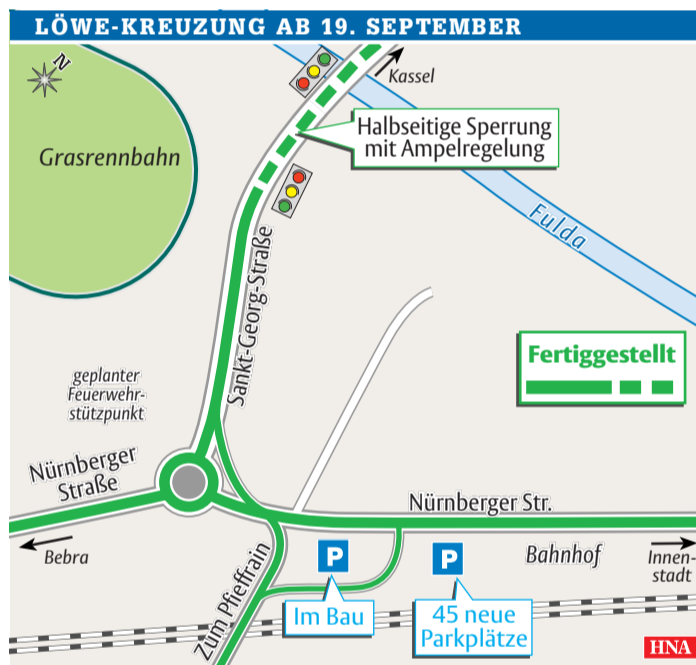 LÖWE-KREUZUNG AB 19. SEPTEMBER
N
Kassel
Grasrennbahn
Halbseitige Sperrung
mit Ampelregelung
Fulda
Sankt-Georg-Straße
Fertiggestellt
geplanter
Feuerwehr-
stützpunkt
Nürnberger
Straße
Nürnberger Str.
Bebra
Zum Pfieffrain
P
Im Bau
P
45 neue
Parkplätze
Bahnhof
Innen-
stadt
HNA